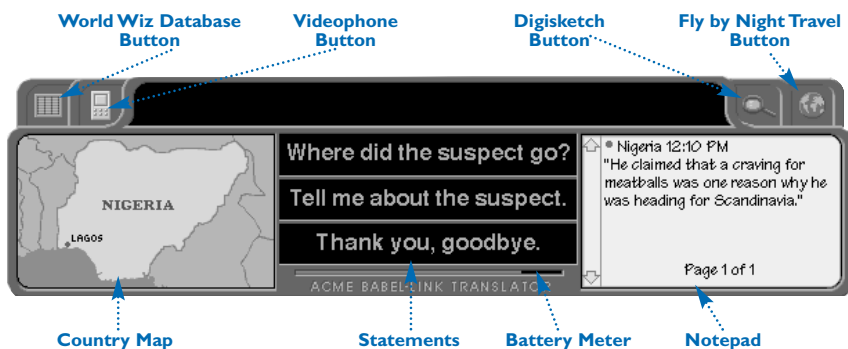 World Wiz Database
Button
Videophone
Button
Digisketch
Button
Fly by Night Travel
Button
NIGERIA
LAGOS
Where did the suspect go?
Tell me about the suspect.
Thank you, goodbye.
ACME BABEL-LINK TRANSLATOR
Nigeria 12:10 PM
"He claimed that a craving for
meatballs was one reason why he
was heading for Scandinavia."
Page 1 of 1
Country Map
Statements
Battery Meter
Notepad